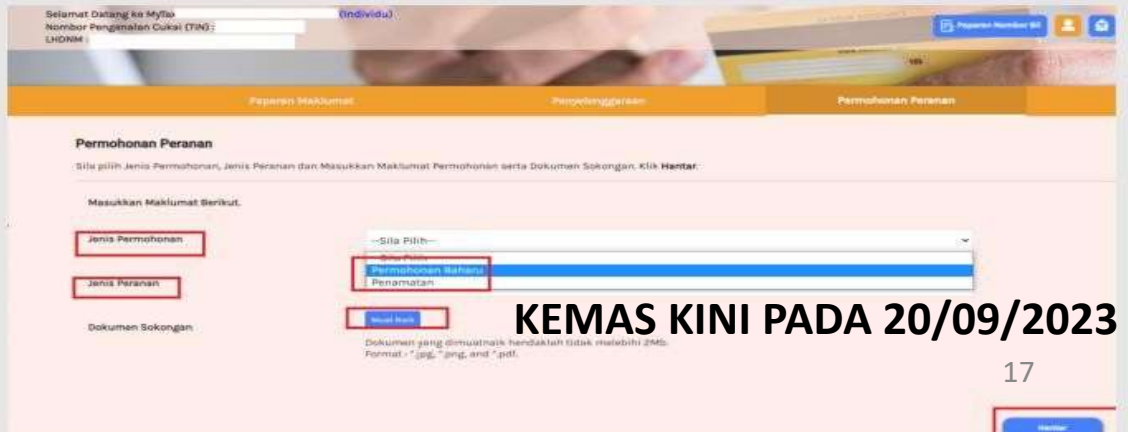 Selamat Datang ke MyTax (Individu)
Nombor Pengenalan Cukai (TIN) :
LHDNM :
Paparan Nombor Bil
Paparan Maklumat Penyelenggaraan Permohonan Peranan
Permohonan Peranan
Sila pilih Jenis Permohonan, Jenis Peranan dan Masukkan Maklumat Permohonan serta Dokumen Sokongan. Klik Hantar.
Masukkan Maklumat Berikut.
Jenis Permohonan --Sila Pilih--
--Sila Pilih--
Permohonan Baharu
Penamatan
Jenis Peranan
Dokumen Sokongan Muat Naik
KEMAS KINI PADA 20/09/2023
Dokumen yang dimuatnaik hendaklah tidak melebihi 2Mb.
Format - *.jpg, *.png, and *.pdf.
17
Hantar